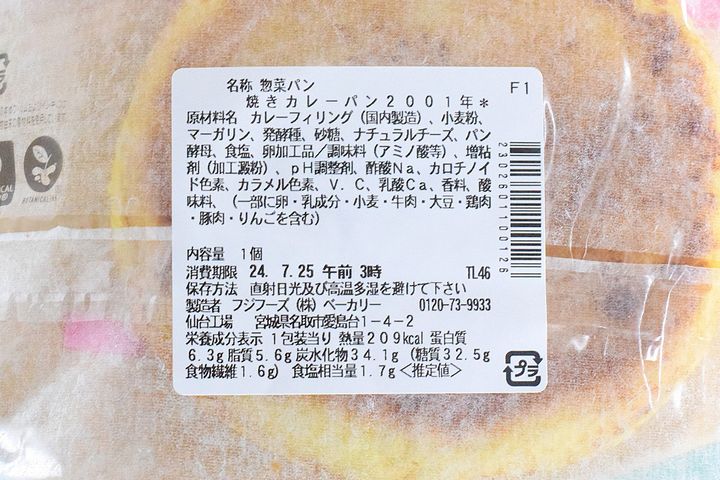 名称 惣菜パン
F1
焼きカレーパン2001年*
原材料名 カレーフィリング(国内製造)、小麦粉、
マーガリン、発酵種、砂糖、ナチュラルチーズ、パン
酵母、食塩、卵加工品/調味料(アミノ酸等)、増粘
剤(加工澱粉)、pH調整剤、酢酸Na、カロチノイ
ド色素、カラメル色素、V.C、乳酸Ca、香料、酸
味料、(一部に卵・乳成分・小麦・牛肉・大豆・鶏肉
・豚肉・りんごを含む)
2302601100126
内容量 1個
消費期限 24. 7.25 午前 3時 TL46
保存方法 直射日光及び高温多湿を避けて下さい
製造者 フジフーズ(株)ベーカリー 0120-73-9933
仙台工場 宮城県名取市愛島台1-4-2
栄養成分表示 1包装当り 熱量209kcal 蛋白質
6.3g 脂質5.6g 炭水化物34.1g (糖質32.5g
食物繊維1.6g) 食塩相当量1.7g<推定値>
プラ